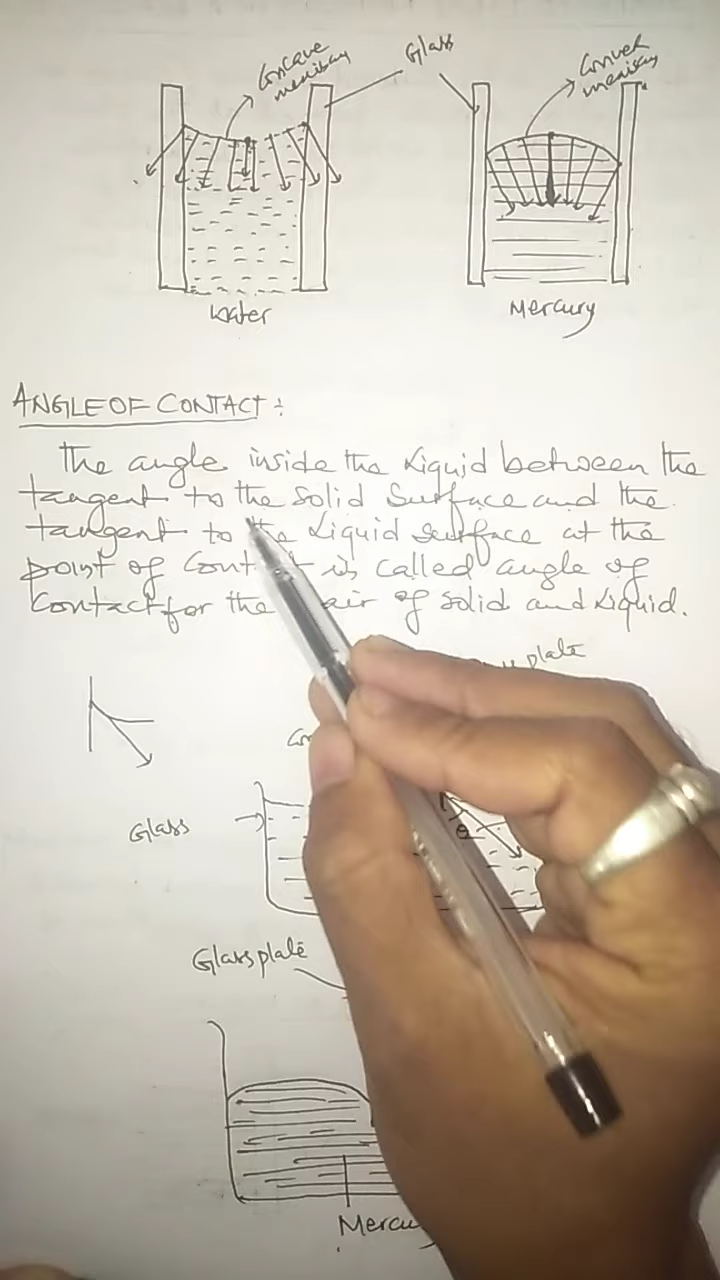 Concave
meniscus
Glass
Convex
meniscus
Water
Mercury
ANGLE OF CONTACT :
The angle inside the Liquid between the
tangent to the Solid Surface and the
tangent to the Liquid surface at the
point of is called angle of
Contact for the of solid and Liquid.
plate
Glass
θ
Glass plate